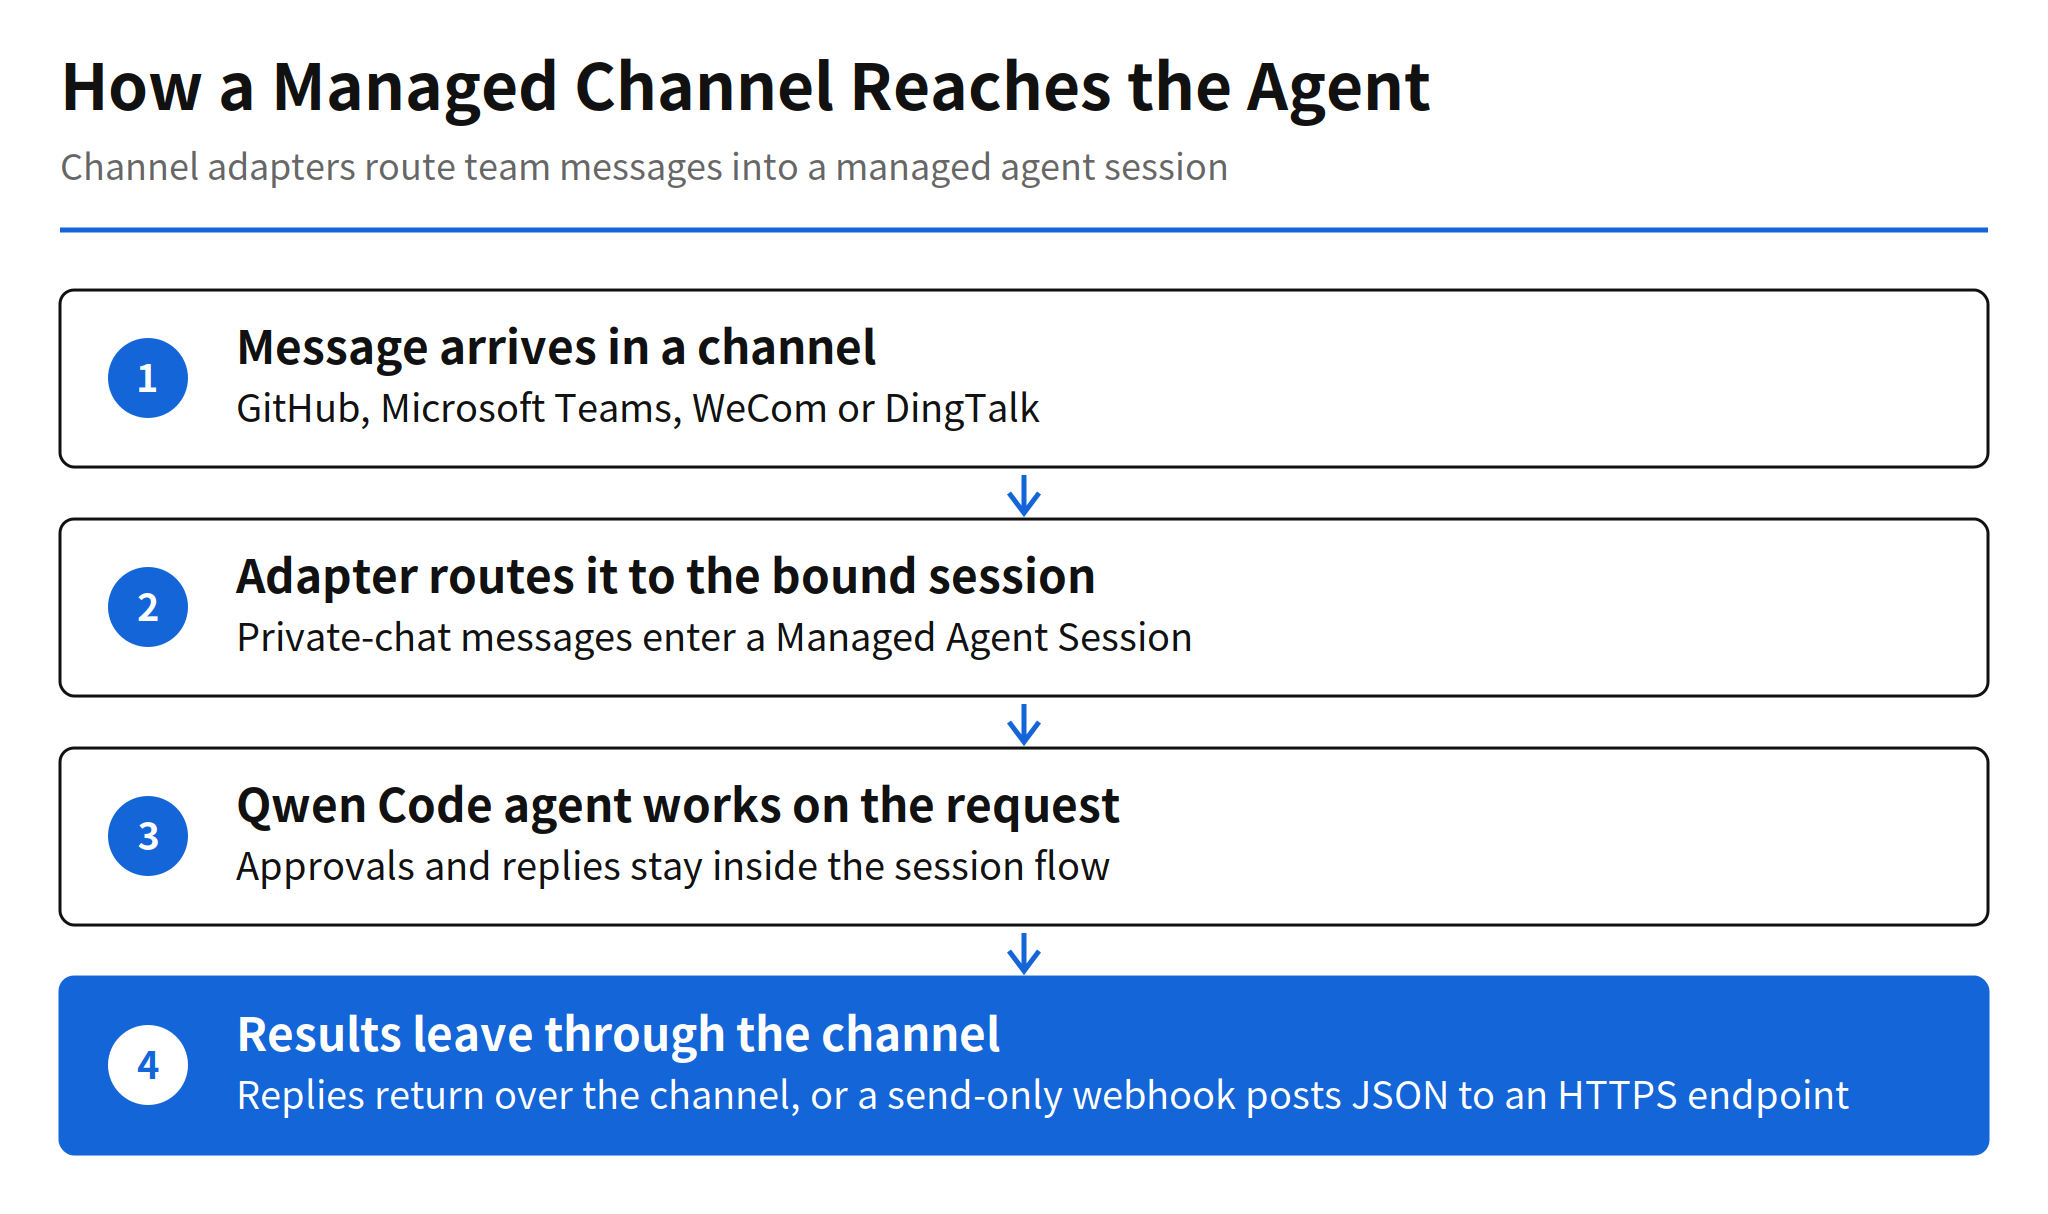 How a Managed Channel Reaches the Agent
Channel adapters route team messages into a managed agent session
1
Message arrives in a channel
GitHub, Microsoft Teams, WeCom or DingTalk
2
Adapter routes it to the bound session
Private-chat messages enter a Managed Agent Session
3
Qwen Code agent works on the request
Approvals and replies stay inside the session flow
4
Results leave through the channel
Replies return over the channel, or a send-only webhook posts JSON to an HTTPS endpoint